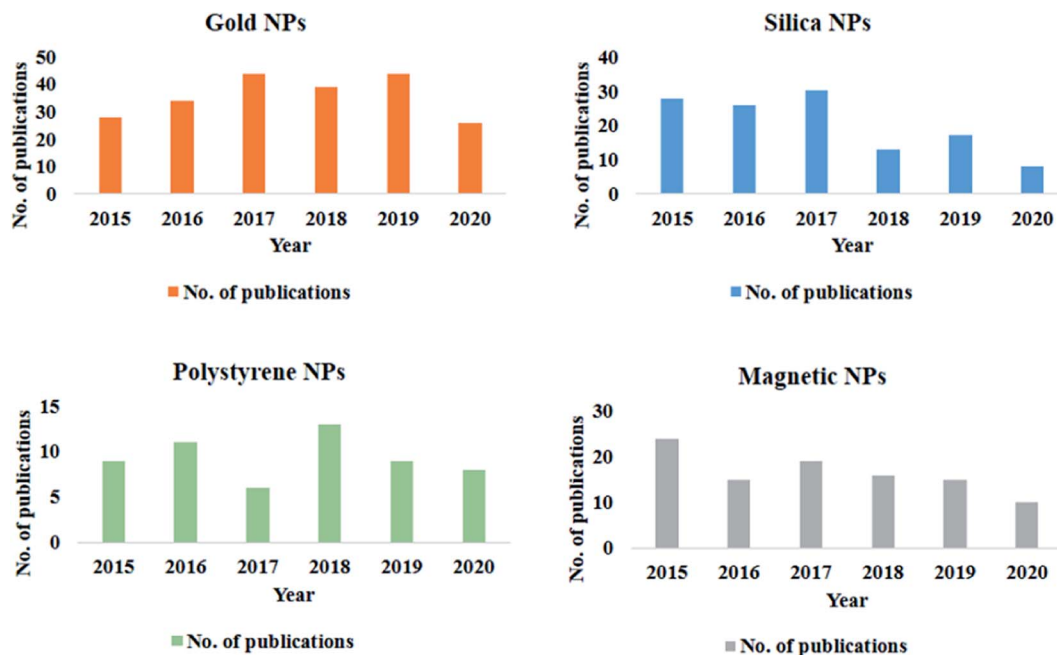 Gold NPs
No. of publications
50
40
30
20
10
0
2015 2016 2017 2018 2019 2020
Year
No. of publications
Silica NPs
No. of publications
40
30
20
10
0
2015 2016 2017 2018 2019 2020
Year
No. of publications
Polystyrene NPs
No. of publications
15
10
5
0
2015 2016 2017 2018 2019 2020
Year
No. of publications
Magnetic NPs
No. of publications
30
20
10
0
2015 2016 2017 2018 2019 2020
Year
No. of publications